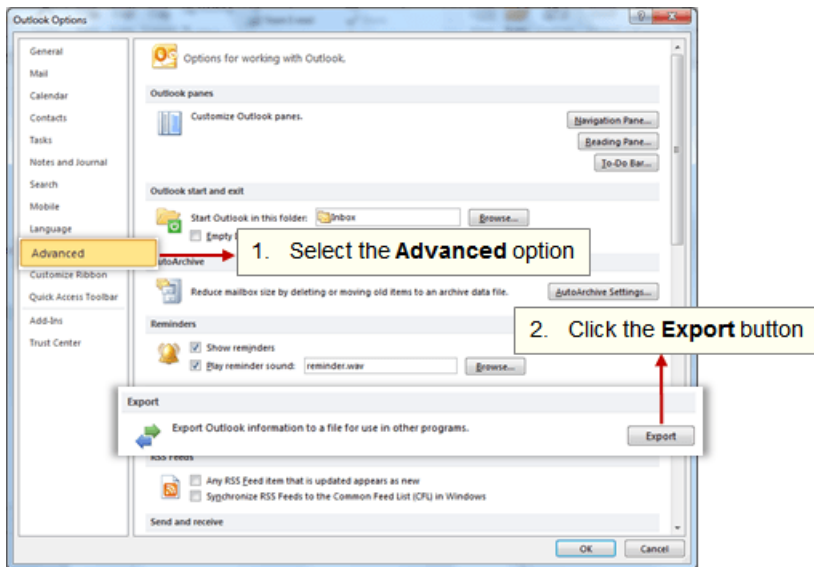 Outlook Options
General
Mail
Calendar
Contacts
Tasks
Notes and Journal
Search
Mobile
Language
Advanced
Customize Ribbon
Quick Access Toolbar
Add-Ins
Trust Center
Options for working with Outlook.
Outlook panes
Customize Outlook panes.
Navigation Pane...
Reading Pane...
To-Do Bar...
Outlook start and exit
Start Outlook in this folder: Inbox Browse...
Empty
1. Select the Advanced option
AutoArchive
Reduce mailbox size by deleting or moving old items to an archive data file. AutoArchive Settings...
Reminders
2. Click the Export button
Show reminders
Play reminder sound: reminder.wav Browse...
Export
Export Outlook information to a file for use in other programs.
Export
RSS Feeds
Any RSS Feed item that is updated appears as new
Synchronize RSS Feeds to the Common Feed List (CFL) in Windows
Send and receive
OK Cancel